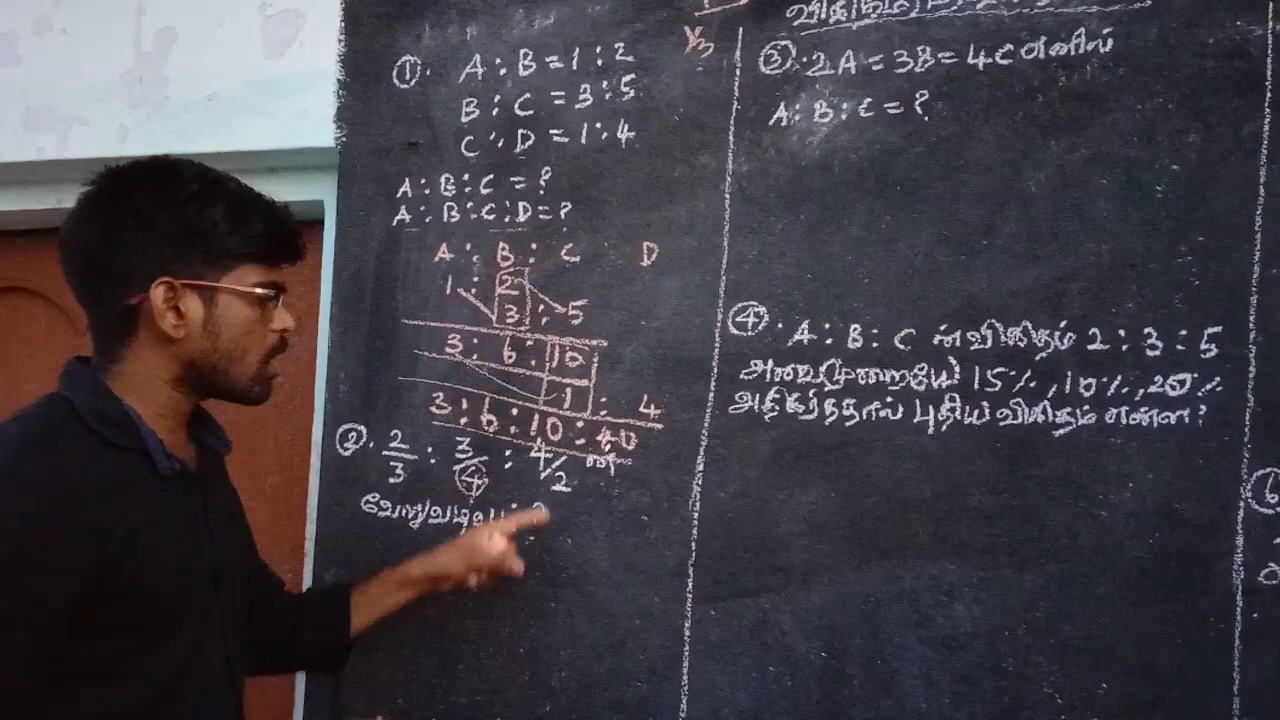 ①. A : B = 1 : 2
B : C = 3 : 5
C : D = 1 : 4
A : B : C = ?
A : B : C : D = ?
A : B : C D
1 : 2
3 : 5
3 : 6 : 10
1 : 4
3 : 6 : 10 : 40
②. 2/3 : 3/4 : 4/2 ன்
?
③. 2A = 3B = 4C எனில்
A : B : C = ?
④. A : B : C ன் விகிதம் 2 : 3 : 5
அவை முறையே 15%, 10%, 20%
அதிகரித்தால் புதிய விகிதம் என்ன?